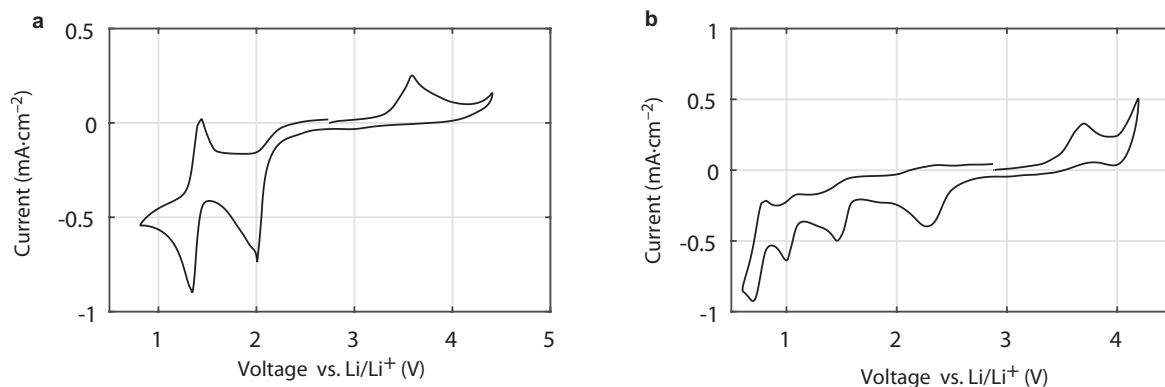 a
0.5
0
-0.5
-1
Current (mA·cm−2)
1 2 3 4 5
Voltage vs. Li/Li+ (V)
b
1
0.5
0
-0.5
-1
Current (mA·cm−2)
1 2 3 4
Voltage vs. Li/Li+ (V)